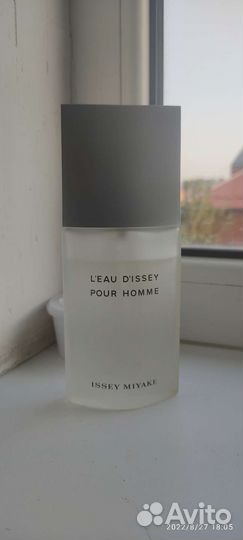 L'EAU D'ISSEY
POUR HOMME
ISSEY MIYAKE
Avito
2022/8/27 18:05